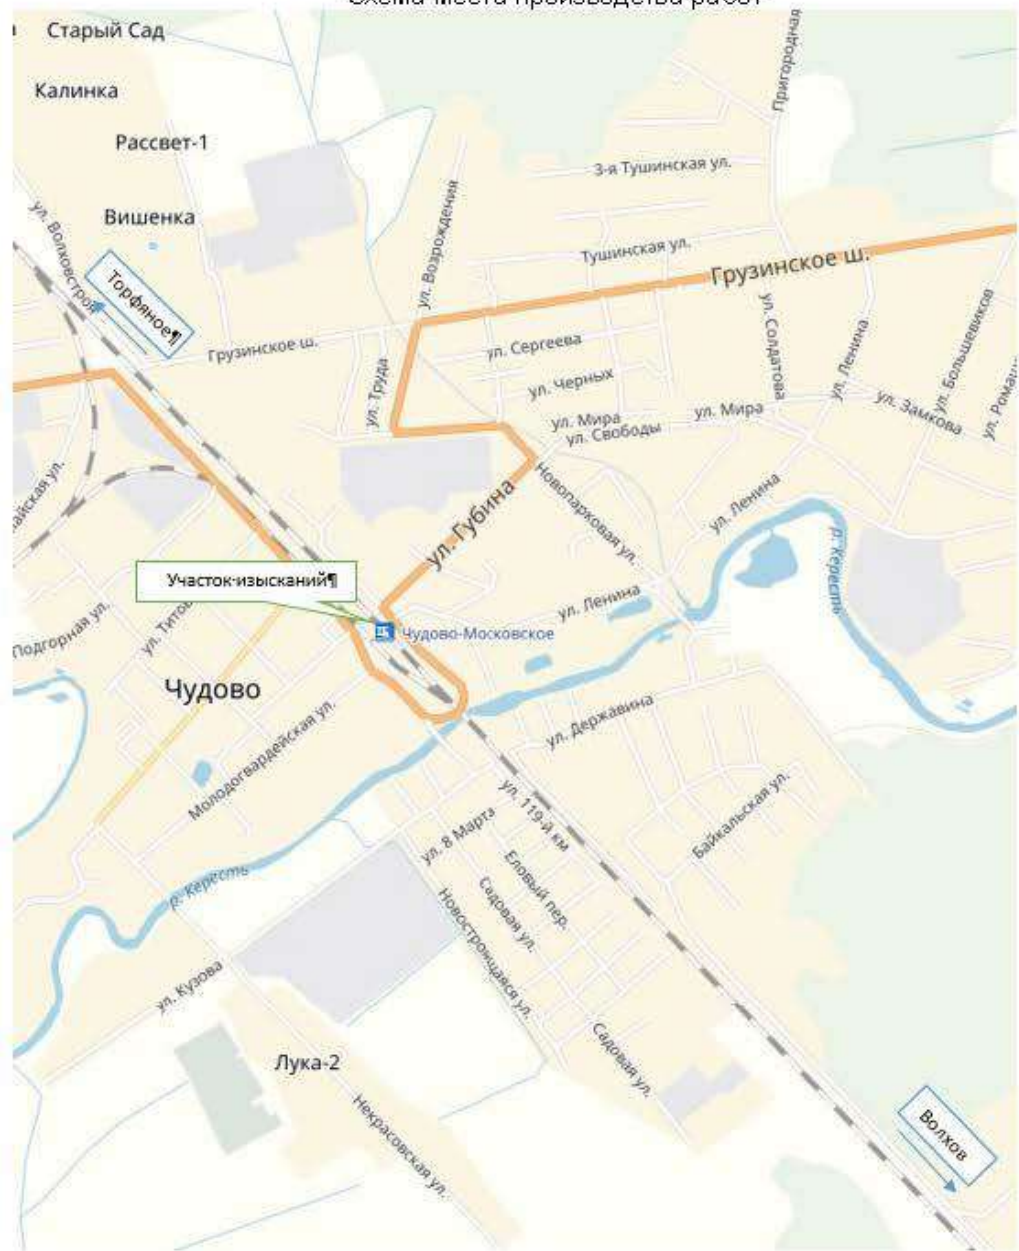 Схема места производства работ
Старый Сад
Калинка
Рассвет-1
Вишенка
Пригородная
3-я Тушинская ул.
ул. Возрождения
ул. Волховстрой
Тушинская ул.
Грузинское ш.
Торфяное¶
Грузинское ш.
ул. Сергеева
ул. Солдатова
ул. Ленина
ул. Большевиков
ул. Труда
ул. Черных
ул. Мира
ул. Мира
ул. Свободы
ул. Замкова
ул. Губина
Новопарковая ул.
ул. Ленина
р. Кересть
Участок·изысканий¶
ул. Ленина
Подгорная ул.
Чудово-Московское
Чудово
ул. Державина
Молодогвардейская ул.
ул. 119-й км
Байкальская ул.
ул. 8 Марта
р. Кересть
Еловый пер.
Садовая ул.
ул. Кузова
Садовая ул.
Лука-2
Некрасовская ул.
Волхов